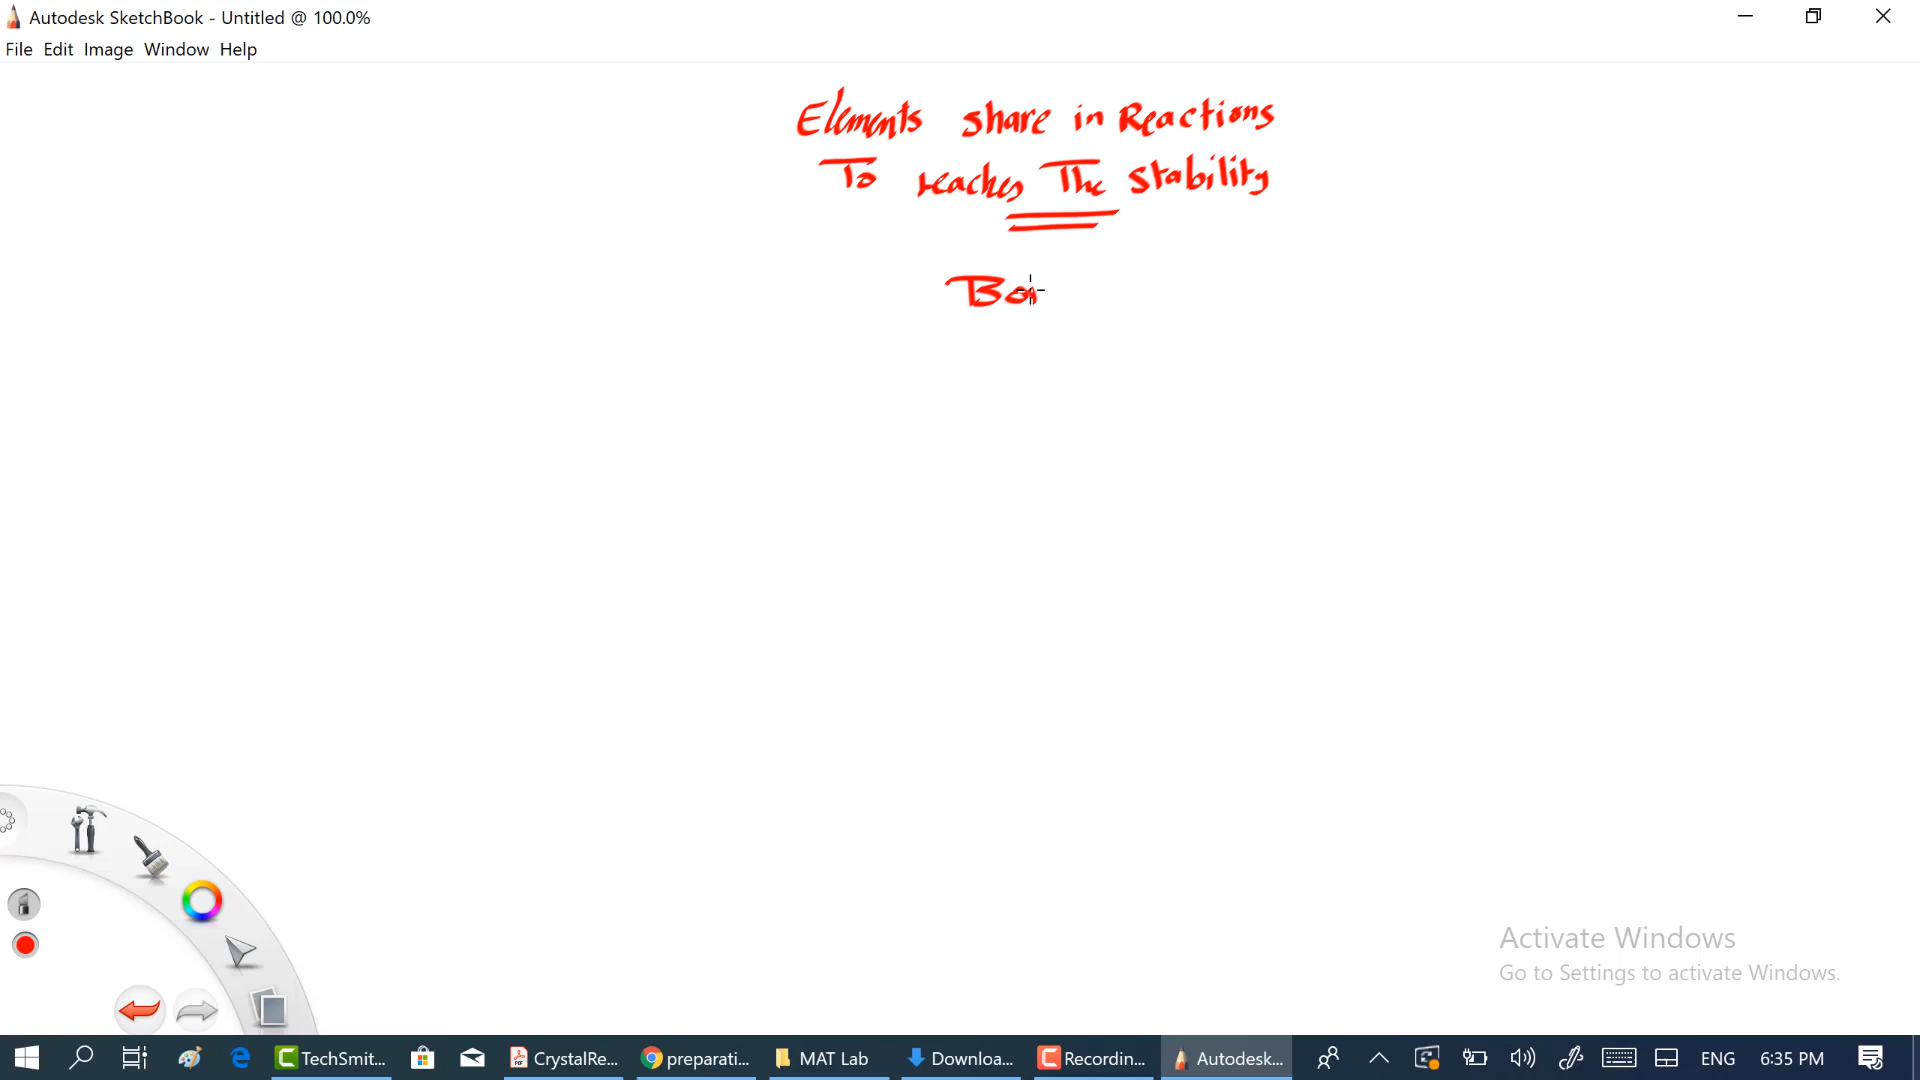 Autodesk SketchBook - Untitled @ 100.0%
File Edit Image Window Help
Elements share in Reactions
To reaches The Stability
Activate Windows
Go to Settings to activate Windows.
TechSmit... CrystalRe... preparati... MAT Lab Downloa... Recordin... Autodesk... ENG 6:35 PM